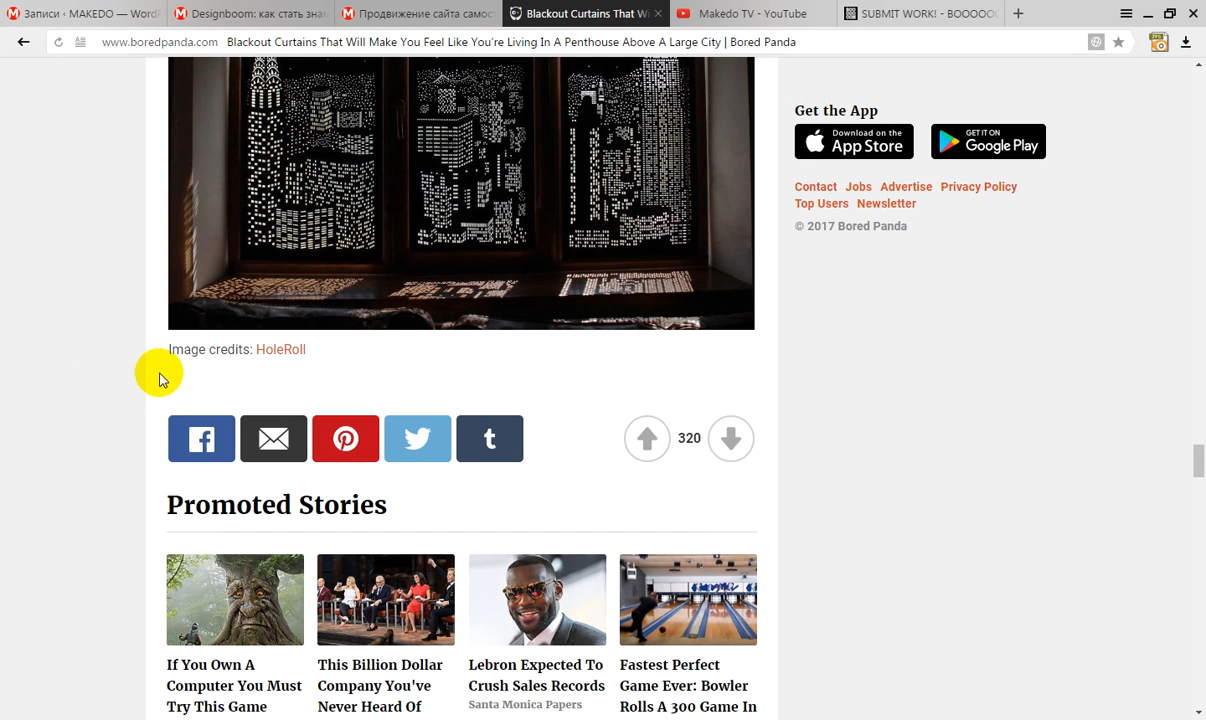 Записи ‹ MAKEDO — Word
Designboom: как стать зна
Продвижение сайта самос
Blackout Curtains That Wi
Makedo TV - YouTube
SUBMIT WORK! - BOOOOO
www.boredpanda.com Blackout Curtains That Will Make You Feel Like You're Living In A Penthouse Above A Large City | Bored Panda
Get the App
Download on the
App Store
GET IT ON
Google Play
Contact Jobs Advertise Privacy Policy
Top Users Newsletter
© 2017 Bored Panda
Image credits: HoleRoll
320
Promoted Stories
If You Own A
Computer You Must
Try This Game
This Billion Dollar
Company You've
Never Heard Of
Lebron Expected To
Crush Sales Records
Santa Monica Papers
Fastest Perfect
Game Ever: Bowler
Rolls A 300 Game In